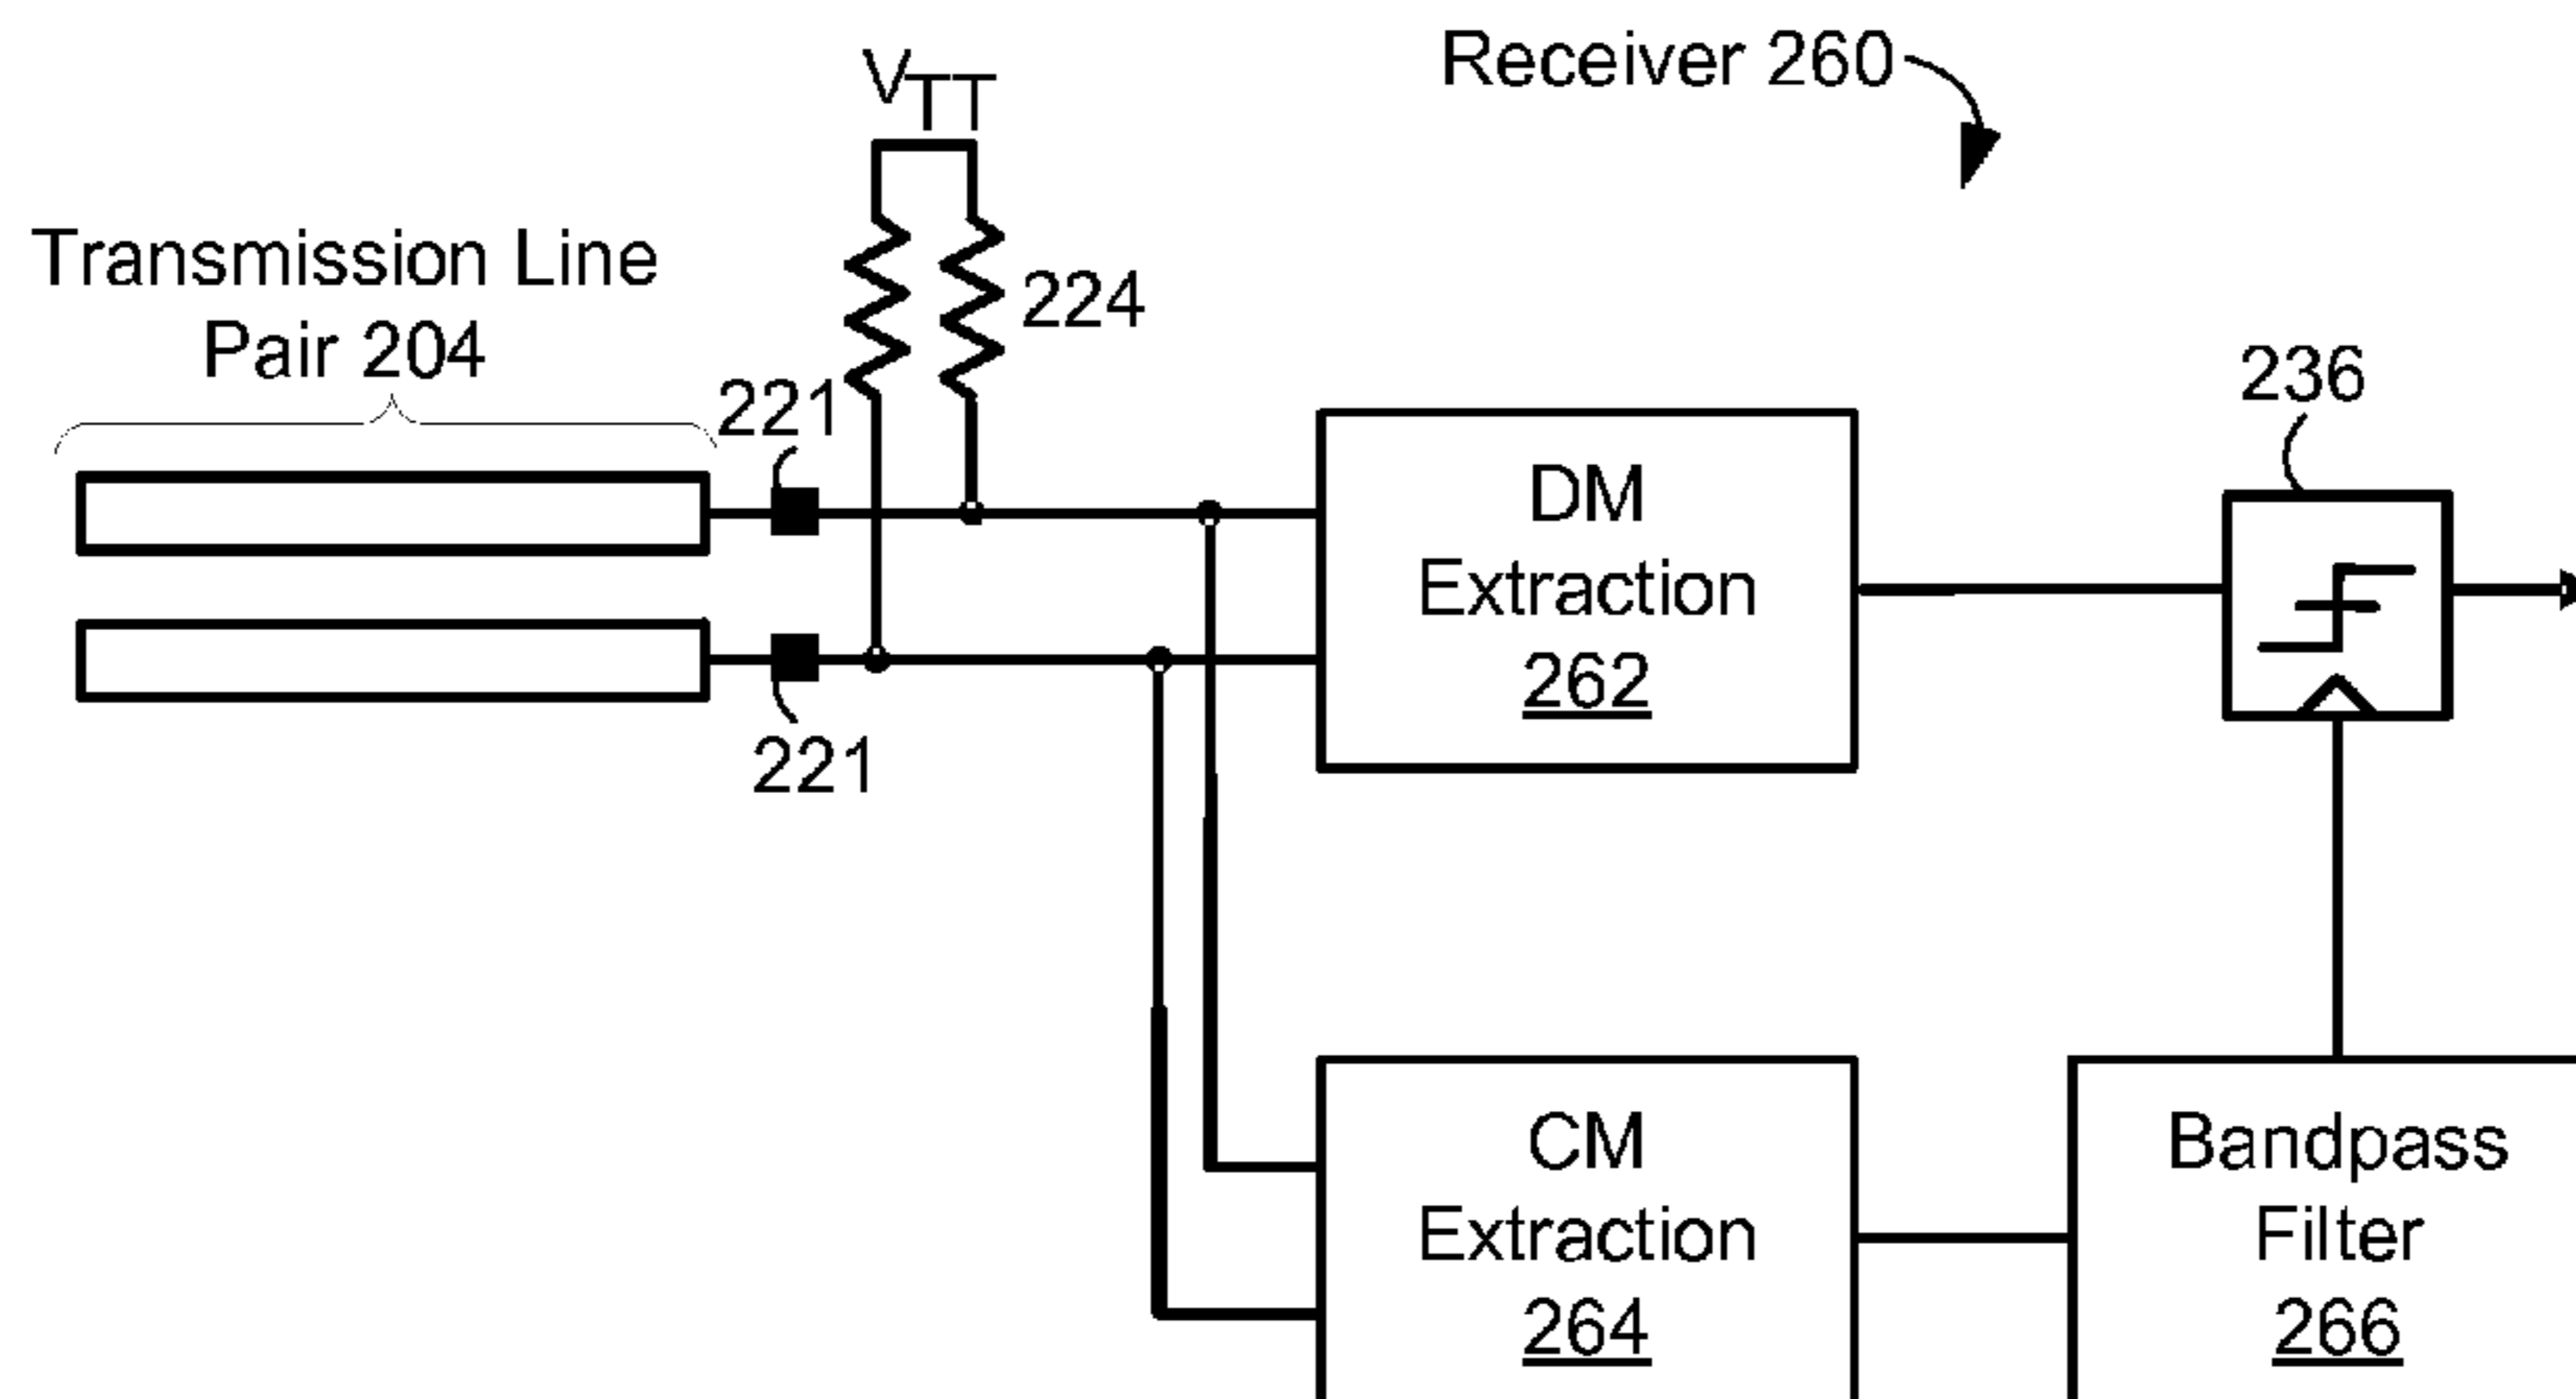 Receiver 260
VTT
Transmission Line
Pair 204
224
221
236
DM
Extraction
262
221
CM
Extraction
264
Bandpass
Filter
266